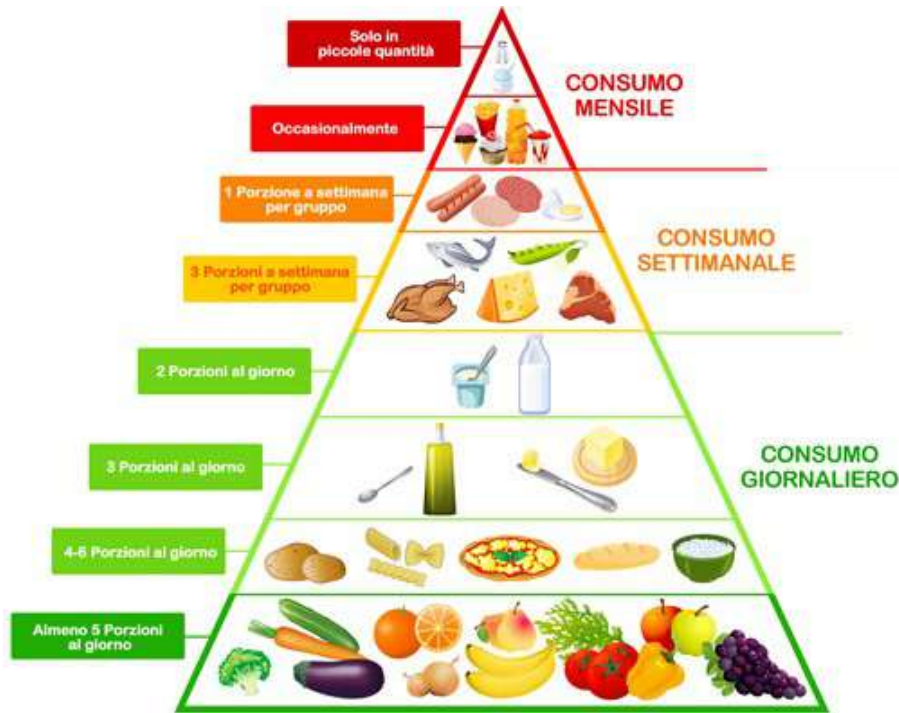 Solo in
piccole quantità
CONSUMO
MENSILE
Occasionalmente
1 Porzione a settimana
per gruppo
CONSUMO
SETTIMANALE
3 Porzioni a settimana
per gruppo
2 Porzioni al giorno
3 Porzioni al giorno
CONSUMO
GIORNALIERO
4-6 Porzioni al giorno
Almeno 5 Porzioni
al giorno